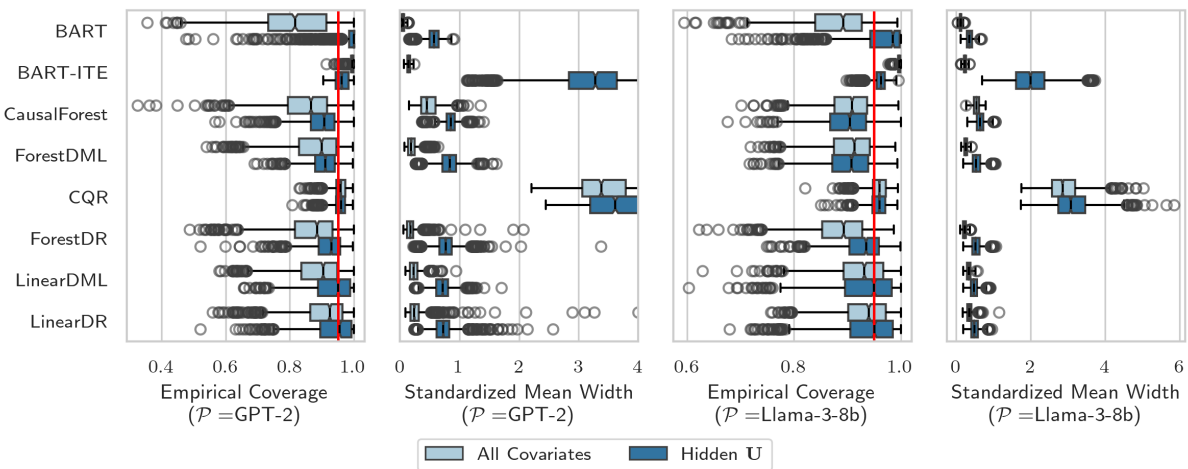 BART
BART-ITE
CausalForest
ForestDML
CQR
ForestDR
LinearDML
LinearDR
0.4 0.6 0.8 1.0
0 1 2 3 4
0.6 0.8 1.0
0 2 4 6
Empirical Coverage
(𝒫 =GPT-2)
Standardized Mean Width
(𝒫 =GPT-2)
Empirical Coverage
(𝒫 =Llama-3-8b)
Standardized Mean Width
(𝒫 =Llama-3-8b)
All Covariates Hidden U